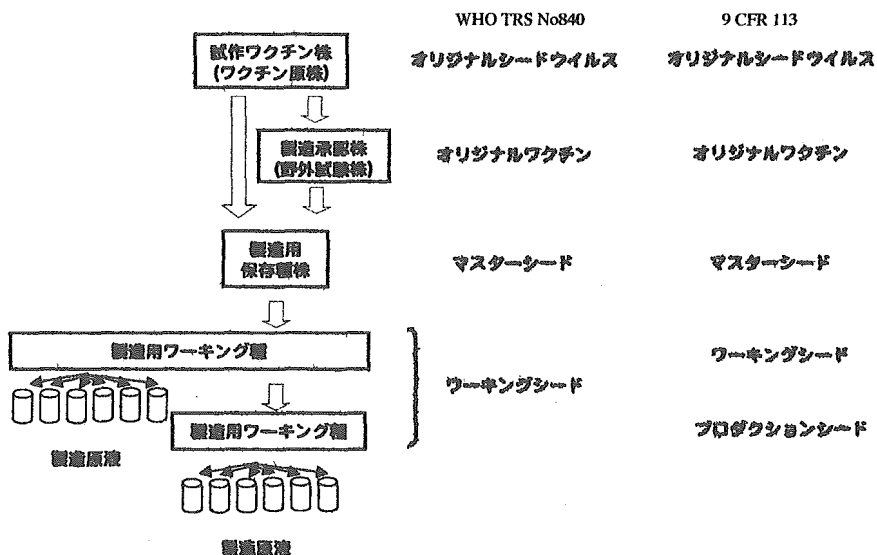 WHO TRS No840 9 CFR 113
試作ワクチン株
(ワクチン原株)
オリジナルシードウイルス オリジナルシードウイルス
製造承認株
(野外試験株)
オリジナルワクチン オリジナルワクチン
製造用
保存種株
マスターシード マスターシード
製造用ワーキング種
ワーキングシード
ワーキングシード
製造用ワーキング種
プロダクションシード
製造原液
製造原液